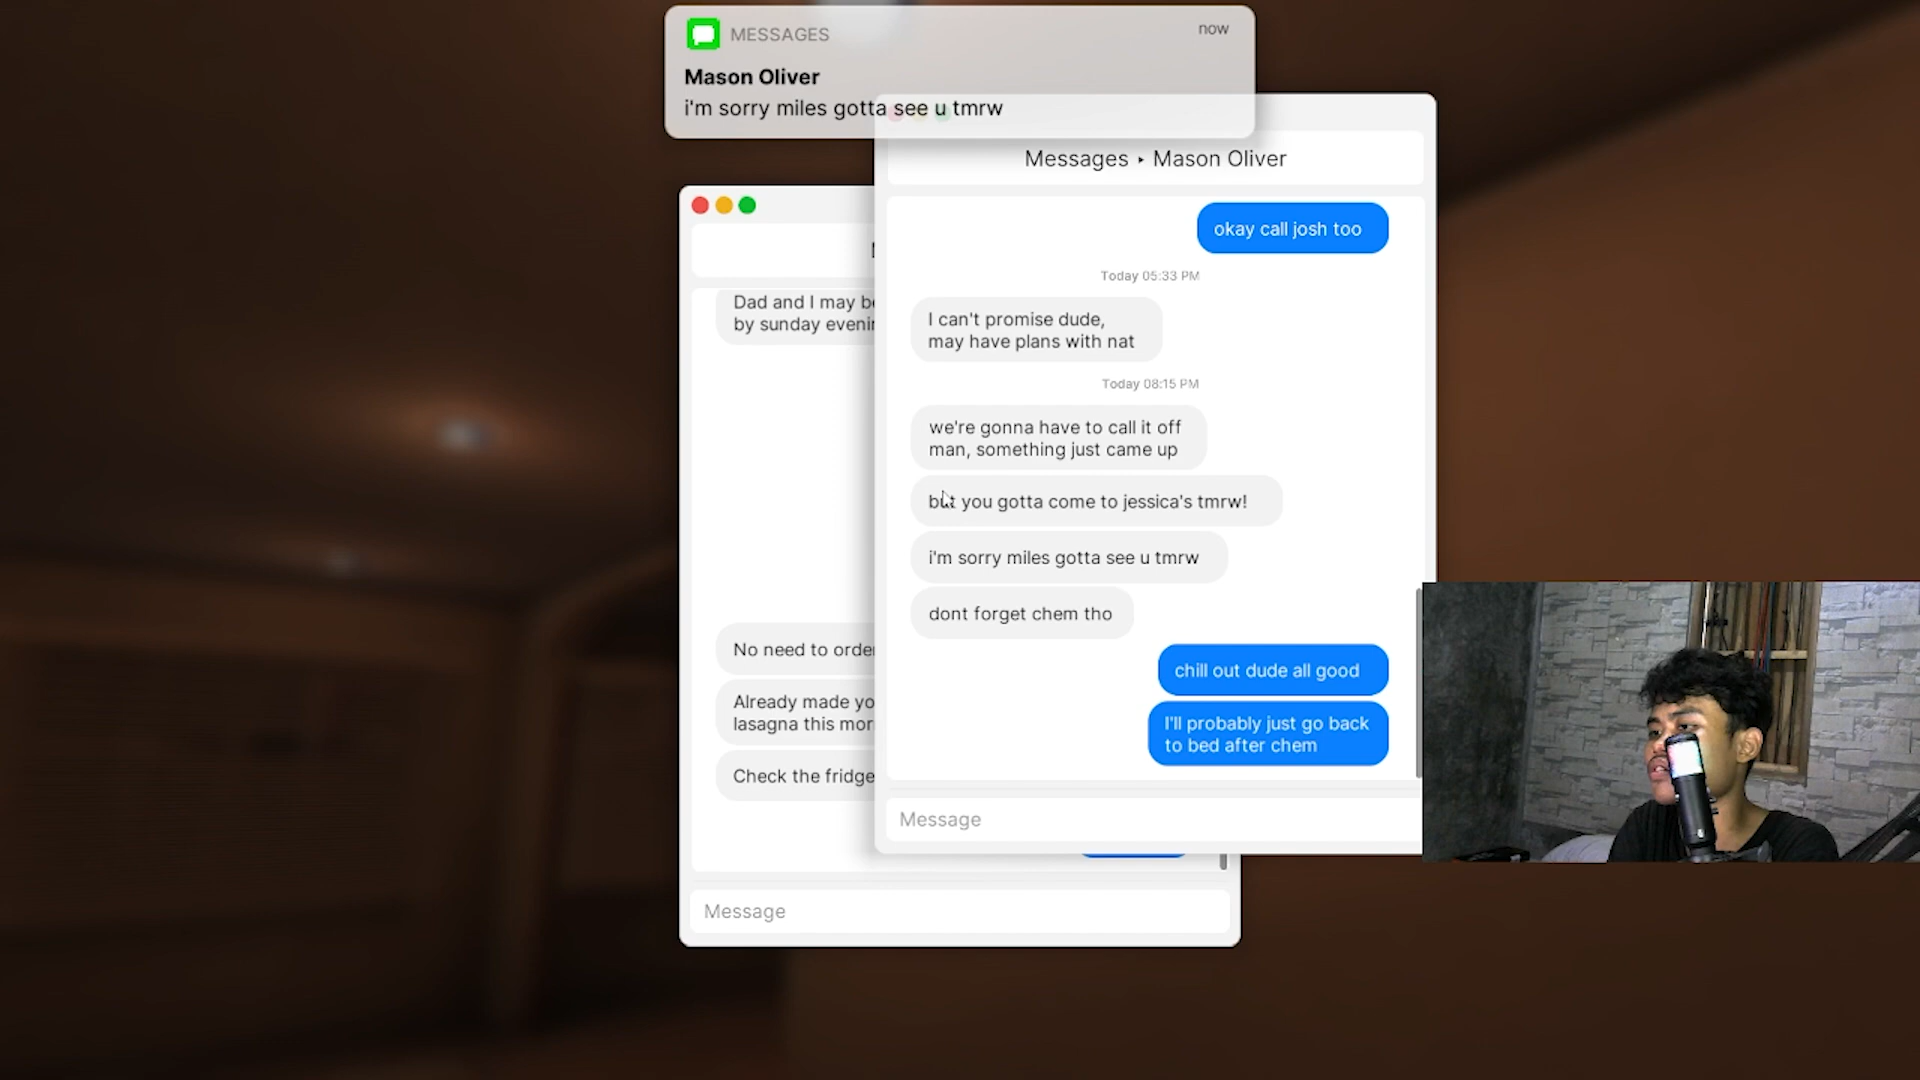 MESSAGES
now
Mason Oliver
i'm sorry miles gotta see u tmrw
Messages ‣ Mason Oliver
okay call josh too
Today 05:33 PM
I can't promise dude,
may have plans with nat
Today 08:15 PM
we're gonna have to call it off
man, something just came up
but you gotta come to jessica's tmrw!
i'm sorry miles gotta see u tmrw
dont forget chem tho
chill out dude all good
I'll probably just go back
to bed after chem
Message
Dad and I may
by sunday
No need to
Already made
lasagna this
Check the fridge
Message